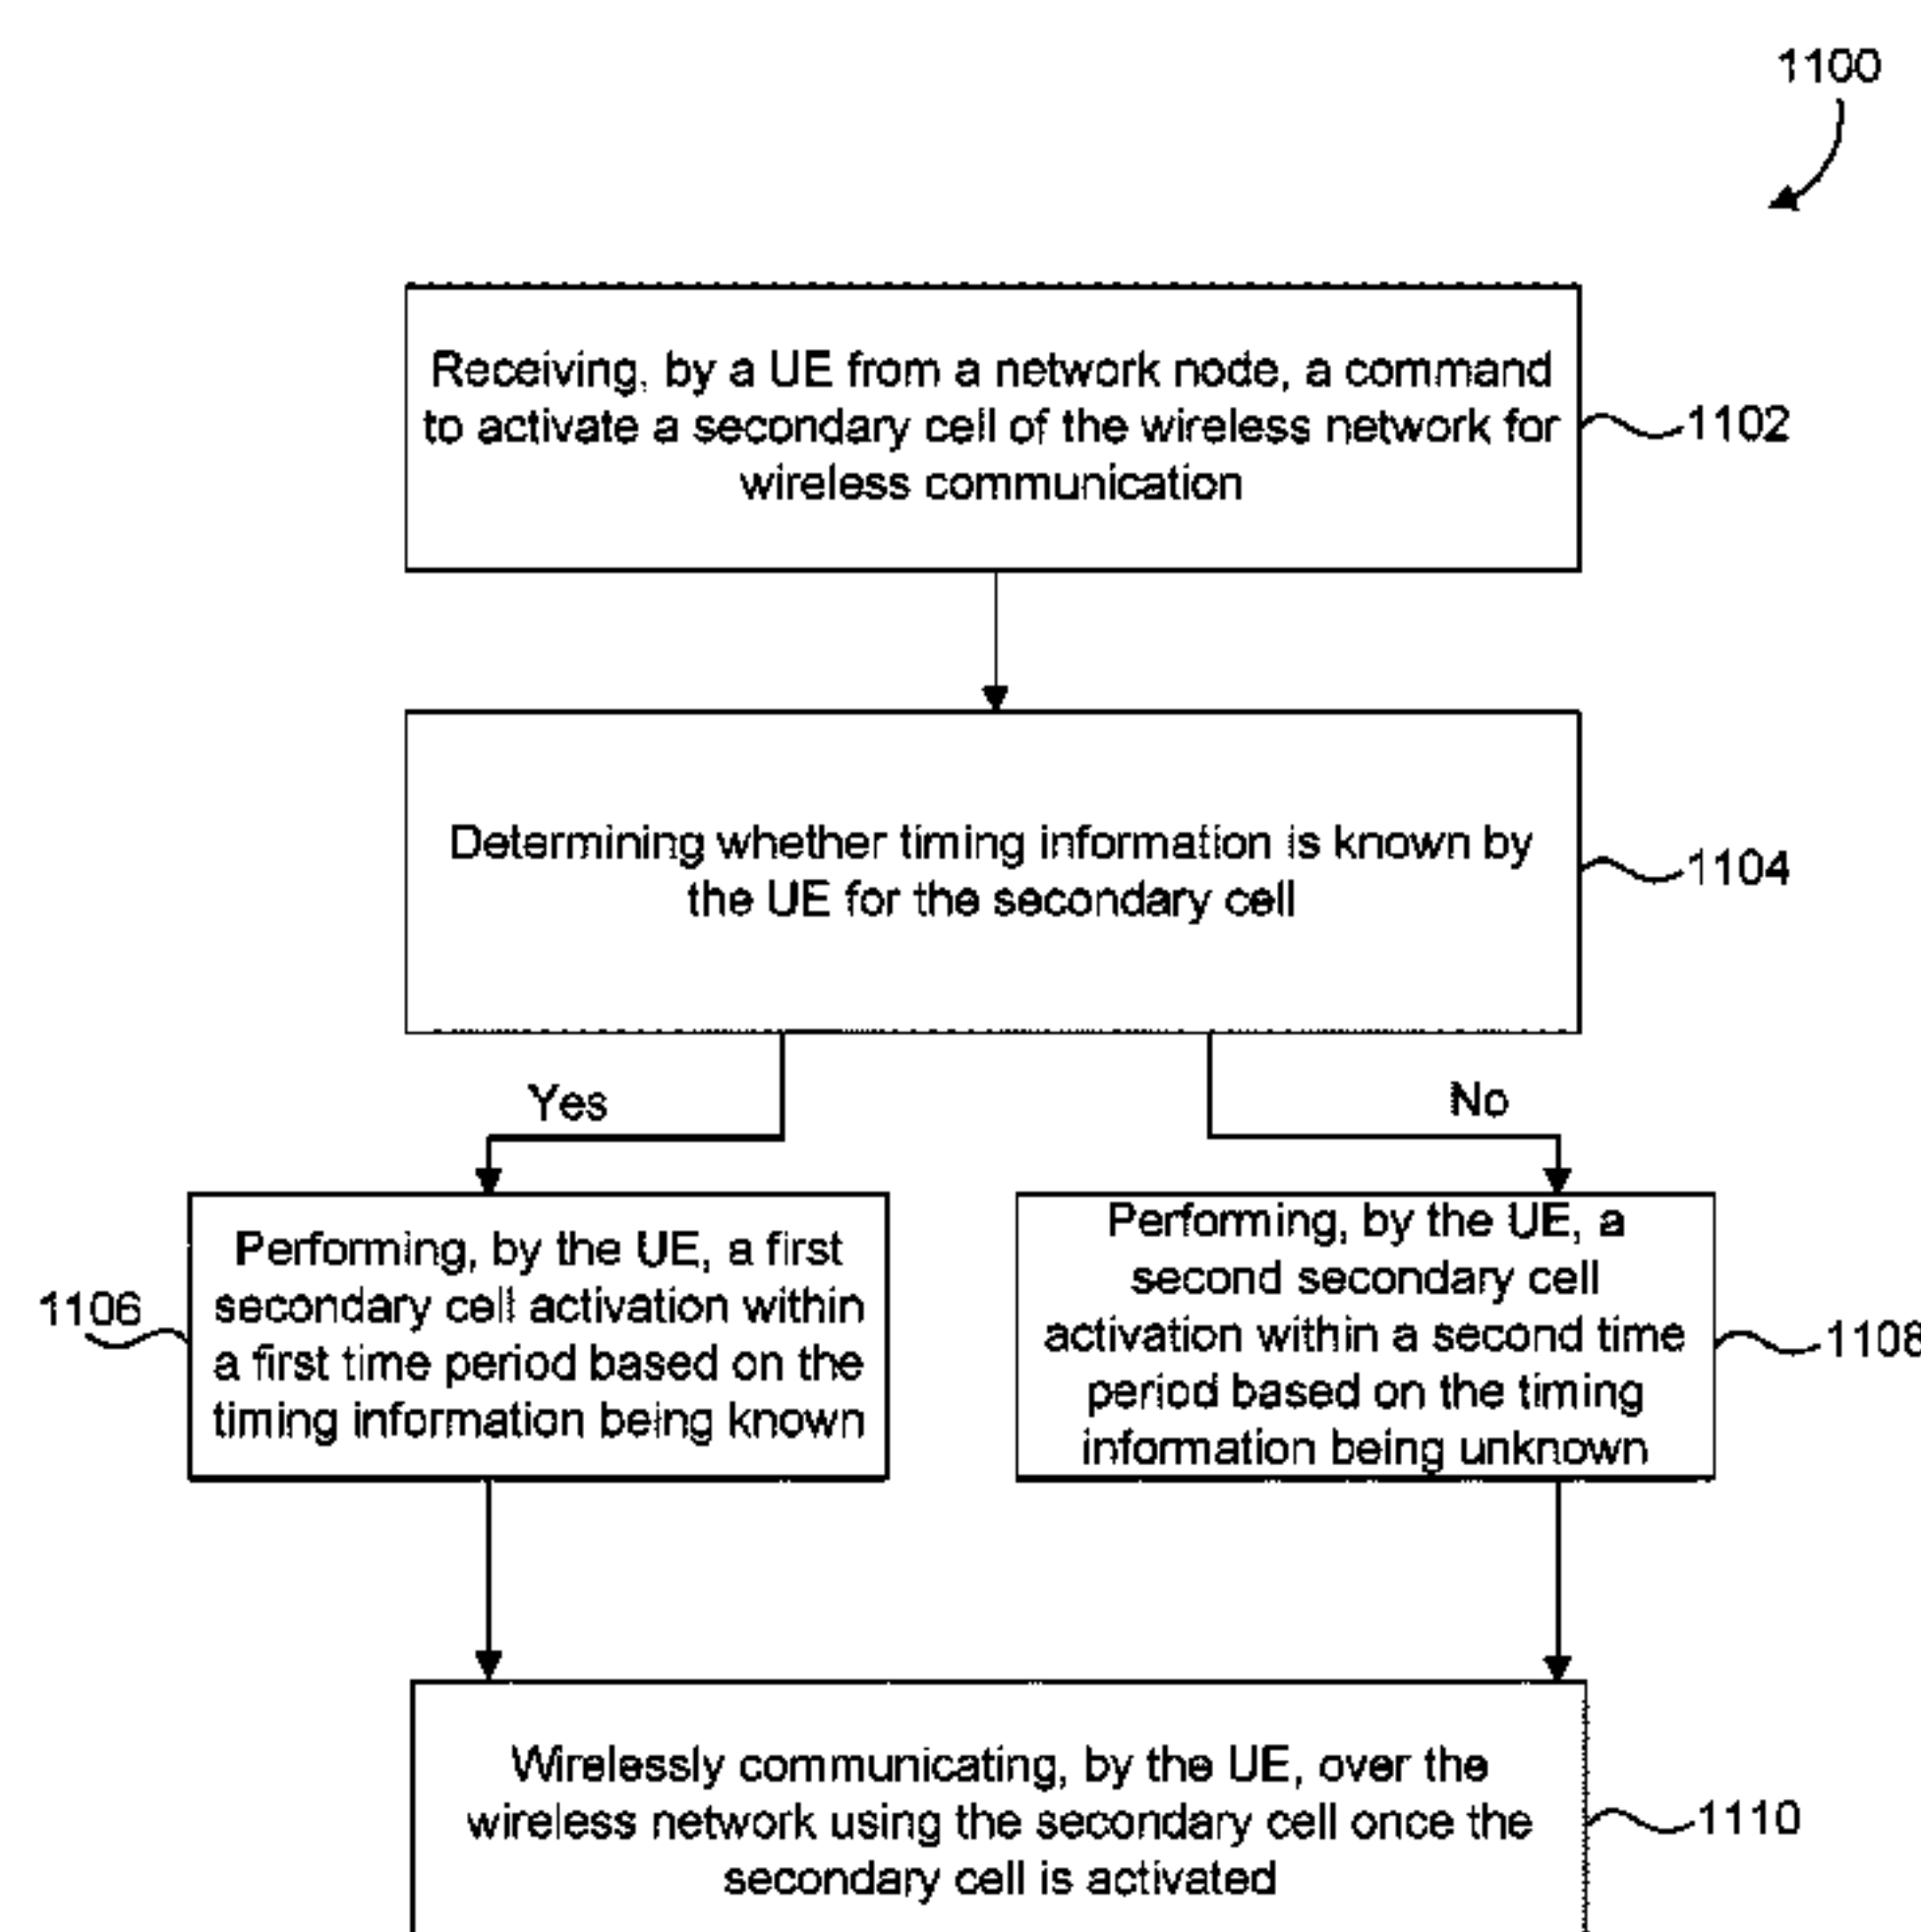 1100
Receiving, by a UE from a network node, a command
to activate a secondary cell of the wireless network for
wireless communication
1102
Determining whether timing information is known by
the UE for the secondary cell
1104
Yes
No
Performing, by the UE, a first
secondary cell activation within
a first time period based on the
timing information being known
1106
Performing, by the UE, a
second secondary cell
activation within a second time
period based on the timing
information being unknown
1108
Wirelessly communicating, by the UE, over the
wireless network using the secondary cell once the
secondary cell is activated
1110